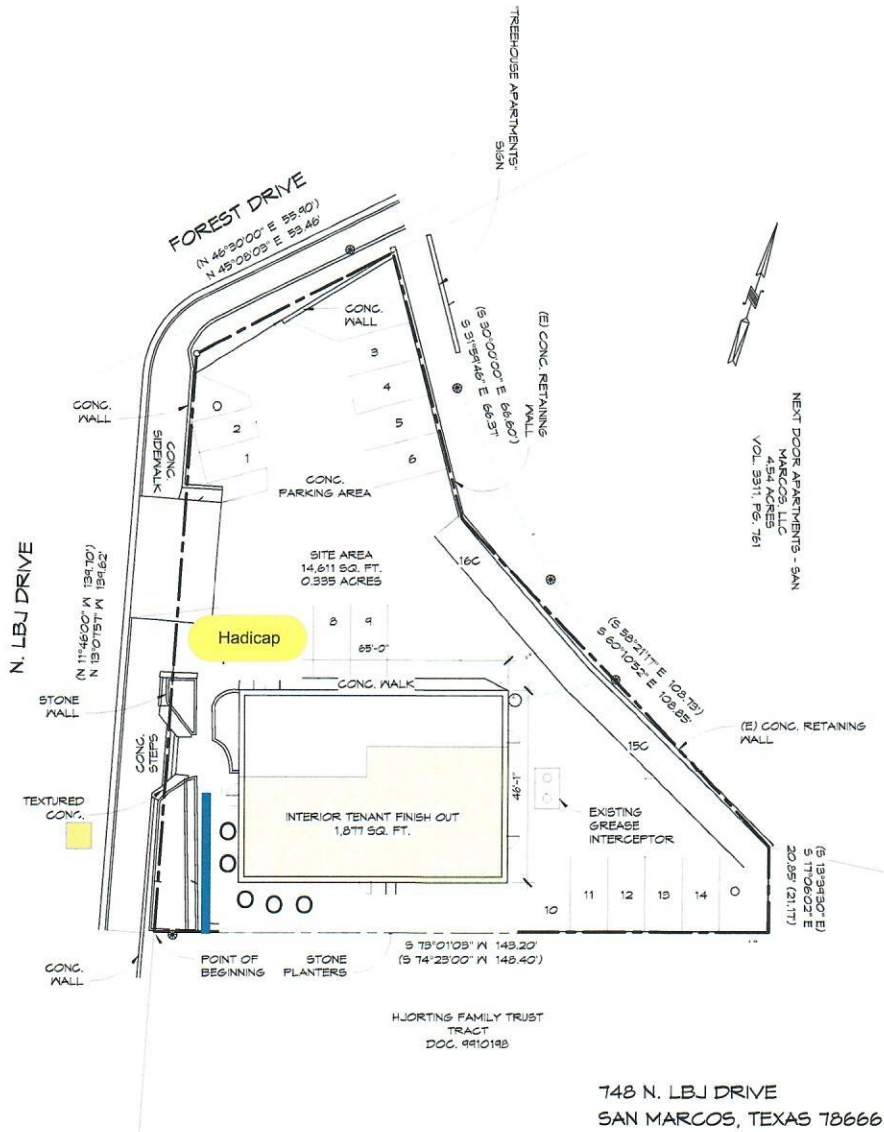 "TREEHOUSE APARTMENTS"
SIGN
FOREST DRIVE
(N 46°30'00" E 55.90')
N 45°08'03" E 53.46'
CONC.
WALL
(S 30°00'00" E 66.60')
S 31°59'46" E 66.37'
(E) CONC. RETAINING
WALL
NEXT DOOR APARTMENTS - SAN
MARCOS, LLC
4.54 ACRES
VOL. 3311, PG. 761
3
4
5
6
CONC.
WALL
CONC.
SIDEWALK
2
1
CONC.
PARKING AREA
N. LBJ DRIVE
(N 11°46'00" W 139.70')
N 13°07'57" W 139.62'
SITE AREA
14,611 SQ. FT.
0.335 ACRES
16C
Hadicap
8
9
65'-0"
(S 58°21'17" E 108.73')
S 60°10'52" E 108.85'
(E) CONC. RETAINING
WALL
15C
CONC. WALK
STONE
WALL
CONC.
STEPS
TEXTURED
CONC.
INTERIOR TENANT FINISH OUT
1,877 SQ. FT.
46'-1"
EXISTING
GREASE
INTERCEPTOR
(S 13°39'30" E)
S 17°06'02" E
20.85' (21.17')
10
11
12
13
14
S 73°01'03" W 143.20'
(S 74°23'00" W 148.40')
CONC.
WALL
POINT OF
BEGINNING
STONE
PLANTERS
HJORTING FAMILY TRUST
TRACT
DOC. 9910198
748 N. LBJ DRIVE
SAN MARCOS, TEXAS 78666